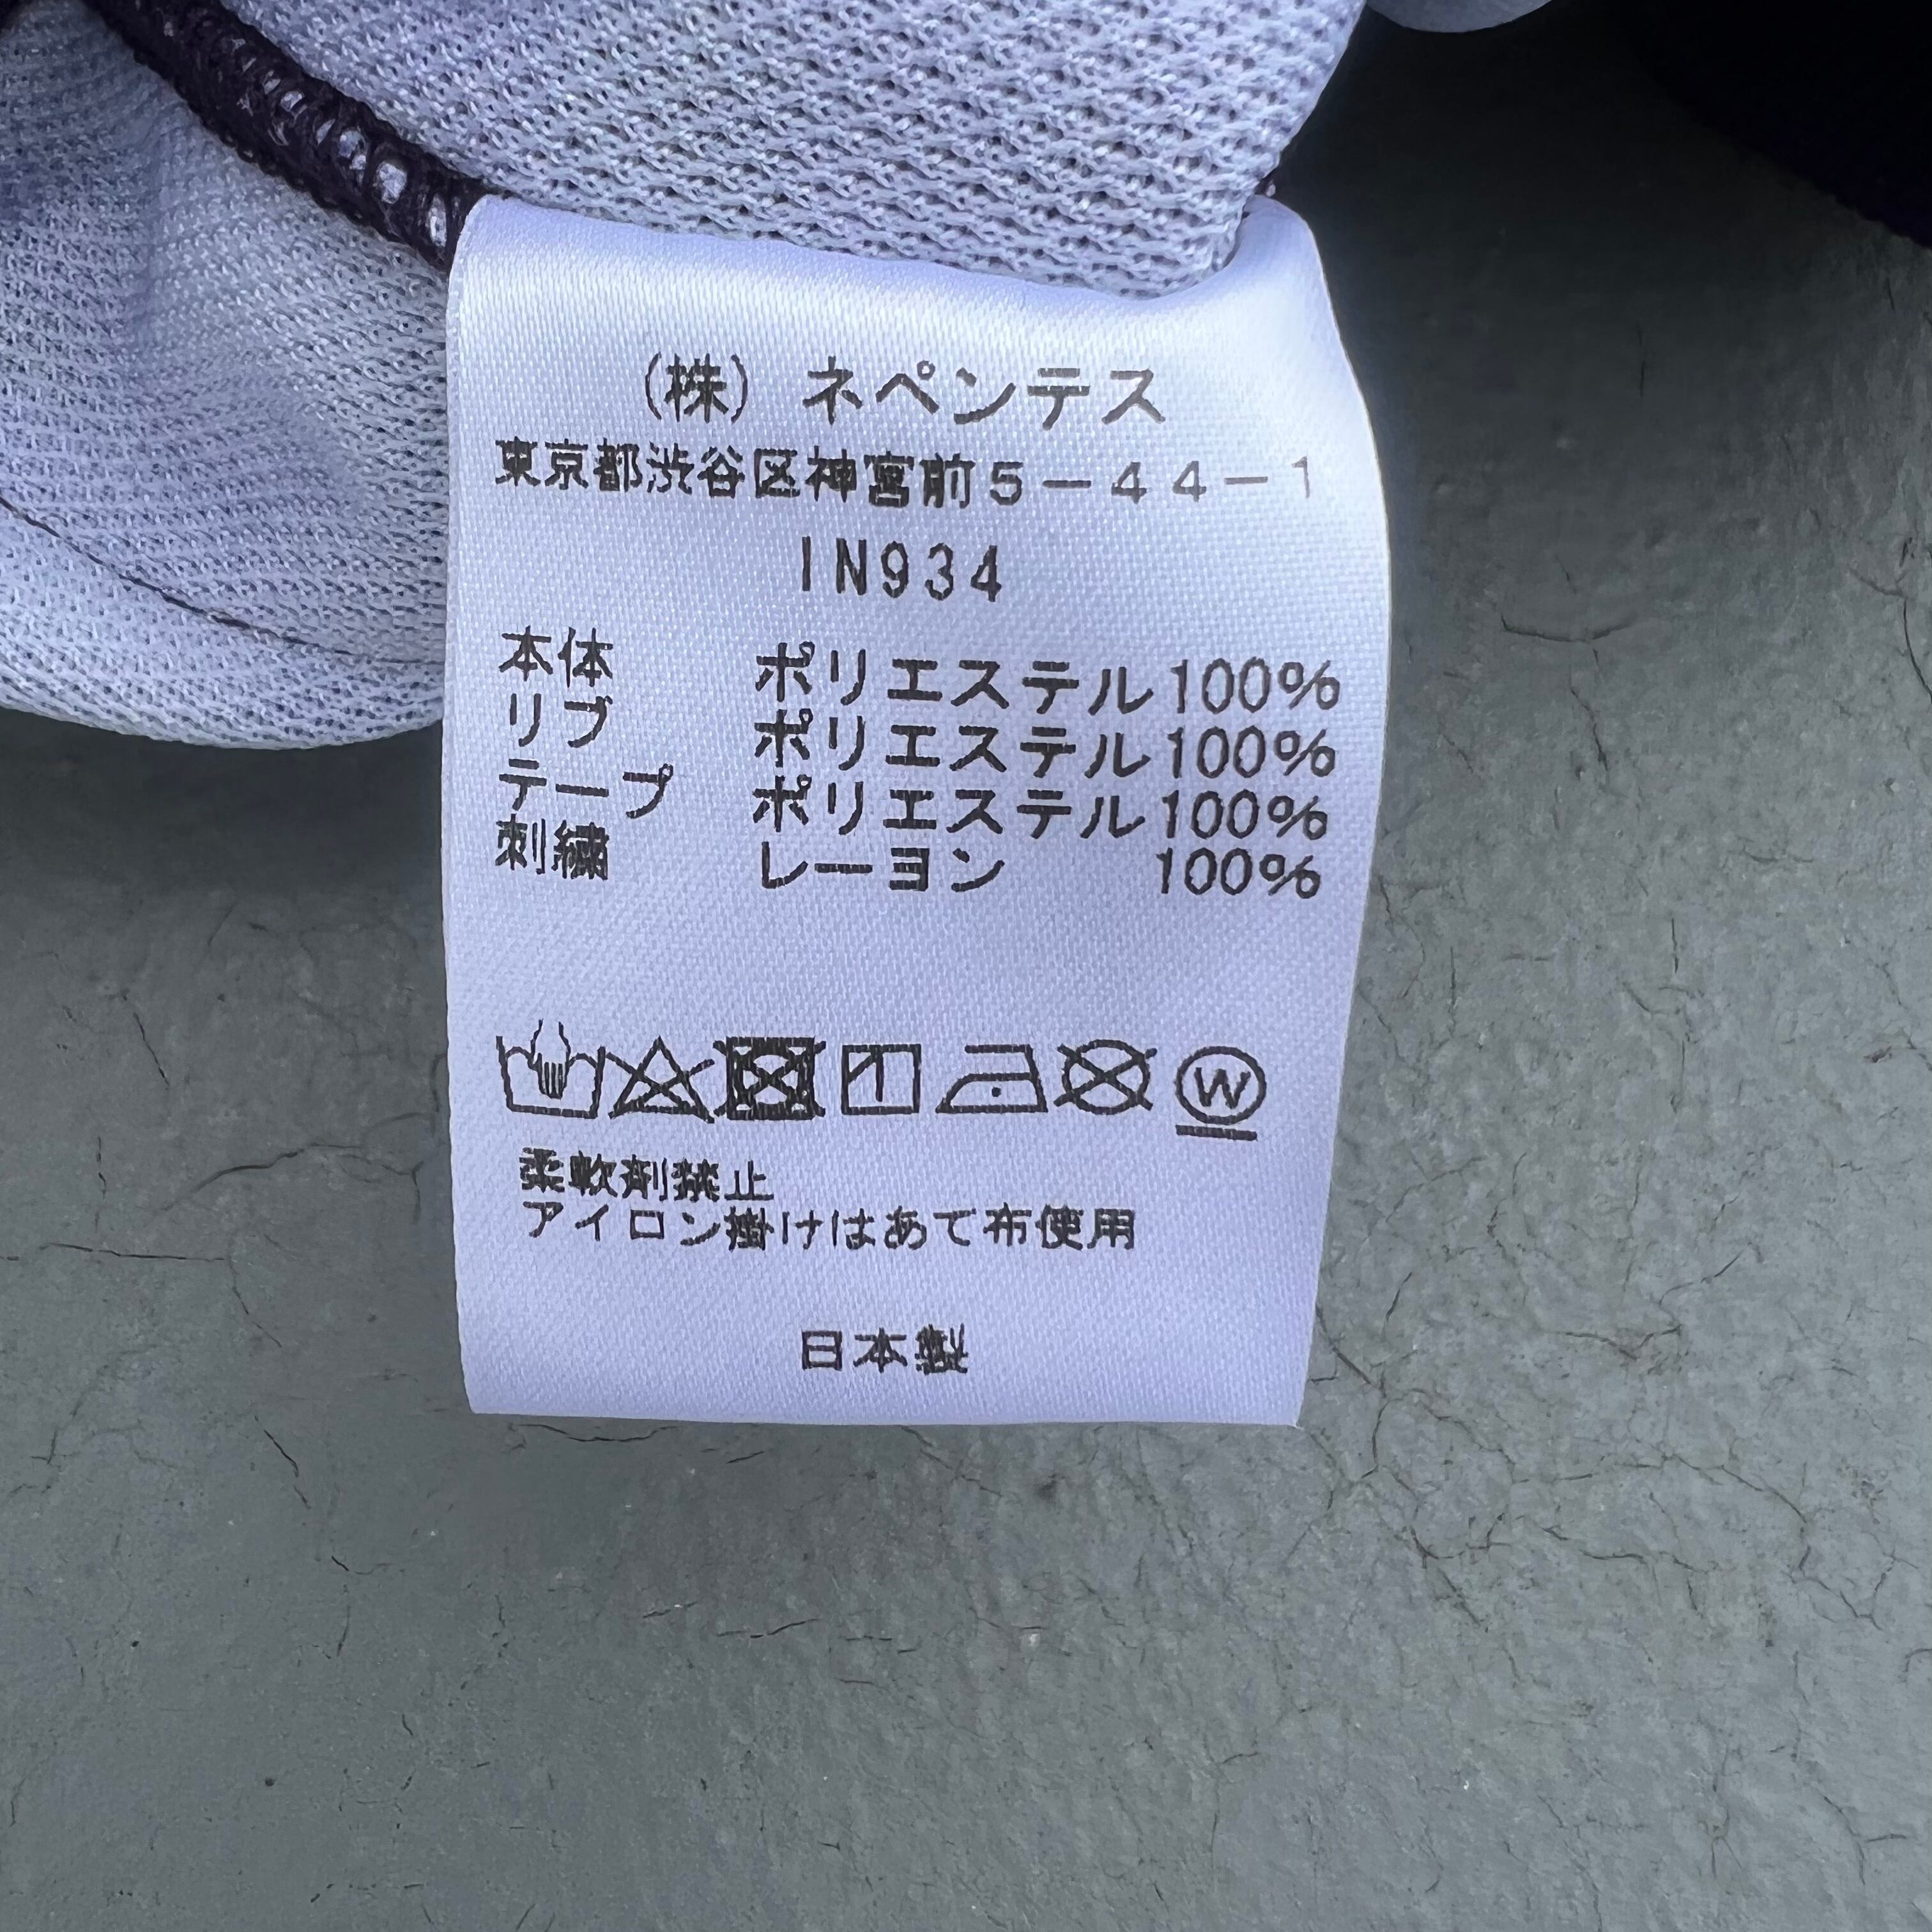 (株) ネペンテス
東京都渋谷区神宮前5-44-1
IN934
本体 ポリエステル100%
リブ ポリエステル100%
テープ ポリエステル100%
刺繍 レーヨン 100%
W
柔軟剤禁止
アイロン掛けはあて布使用
日本製